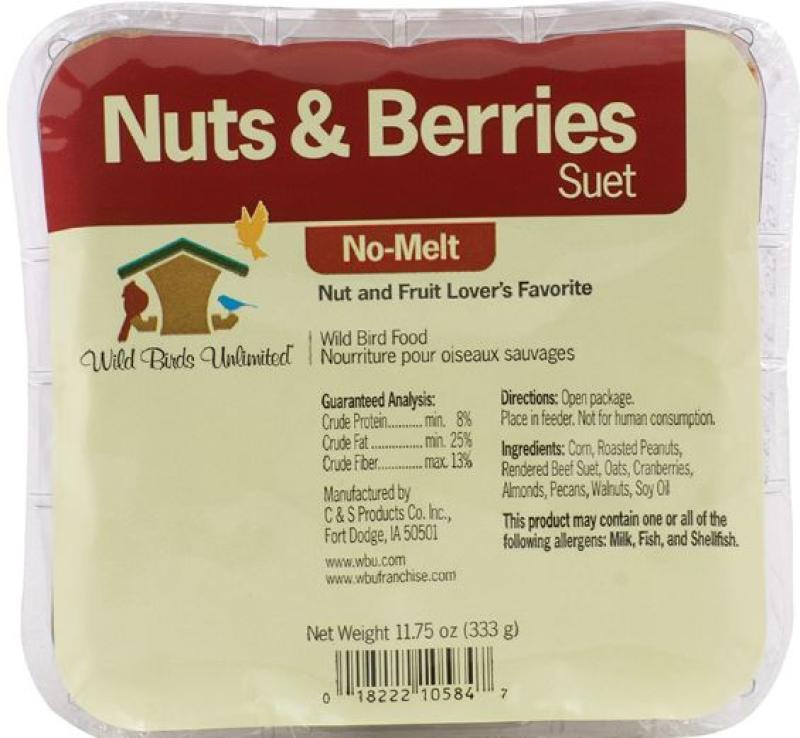 Nuts & Berries
Suet
No-Melt
Nut and Fruit Lover's Favorite
Wild Birds Unlimited
Wild Bird Food
Nourriture pour oiseaux sauvages
Guaranteed Analysis:
Crude Protein.......... min. 8%
Crude Fat............... min. 25%
Crude Fiber............. max. 13%
Manufactured by
C & S Products Co. Inc.,
Fort Dodge, IA 50501
www.wbu.com
www.wbufranchise.com
Directions: Open package.
Place in feeder. Not for human consumption.
Ingredients: Corn, Roasted Peanuts,
Rendered Beef Suet, Oats, Cranberries,
Almonds, Pecans, Walnuts, Soy Oil
This product may contain one or all of the
following allergens: Milk, Fish, and Shellfish.
Net Weight 11.75 oz (333 g)
0 18222 10584 7